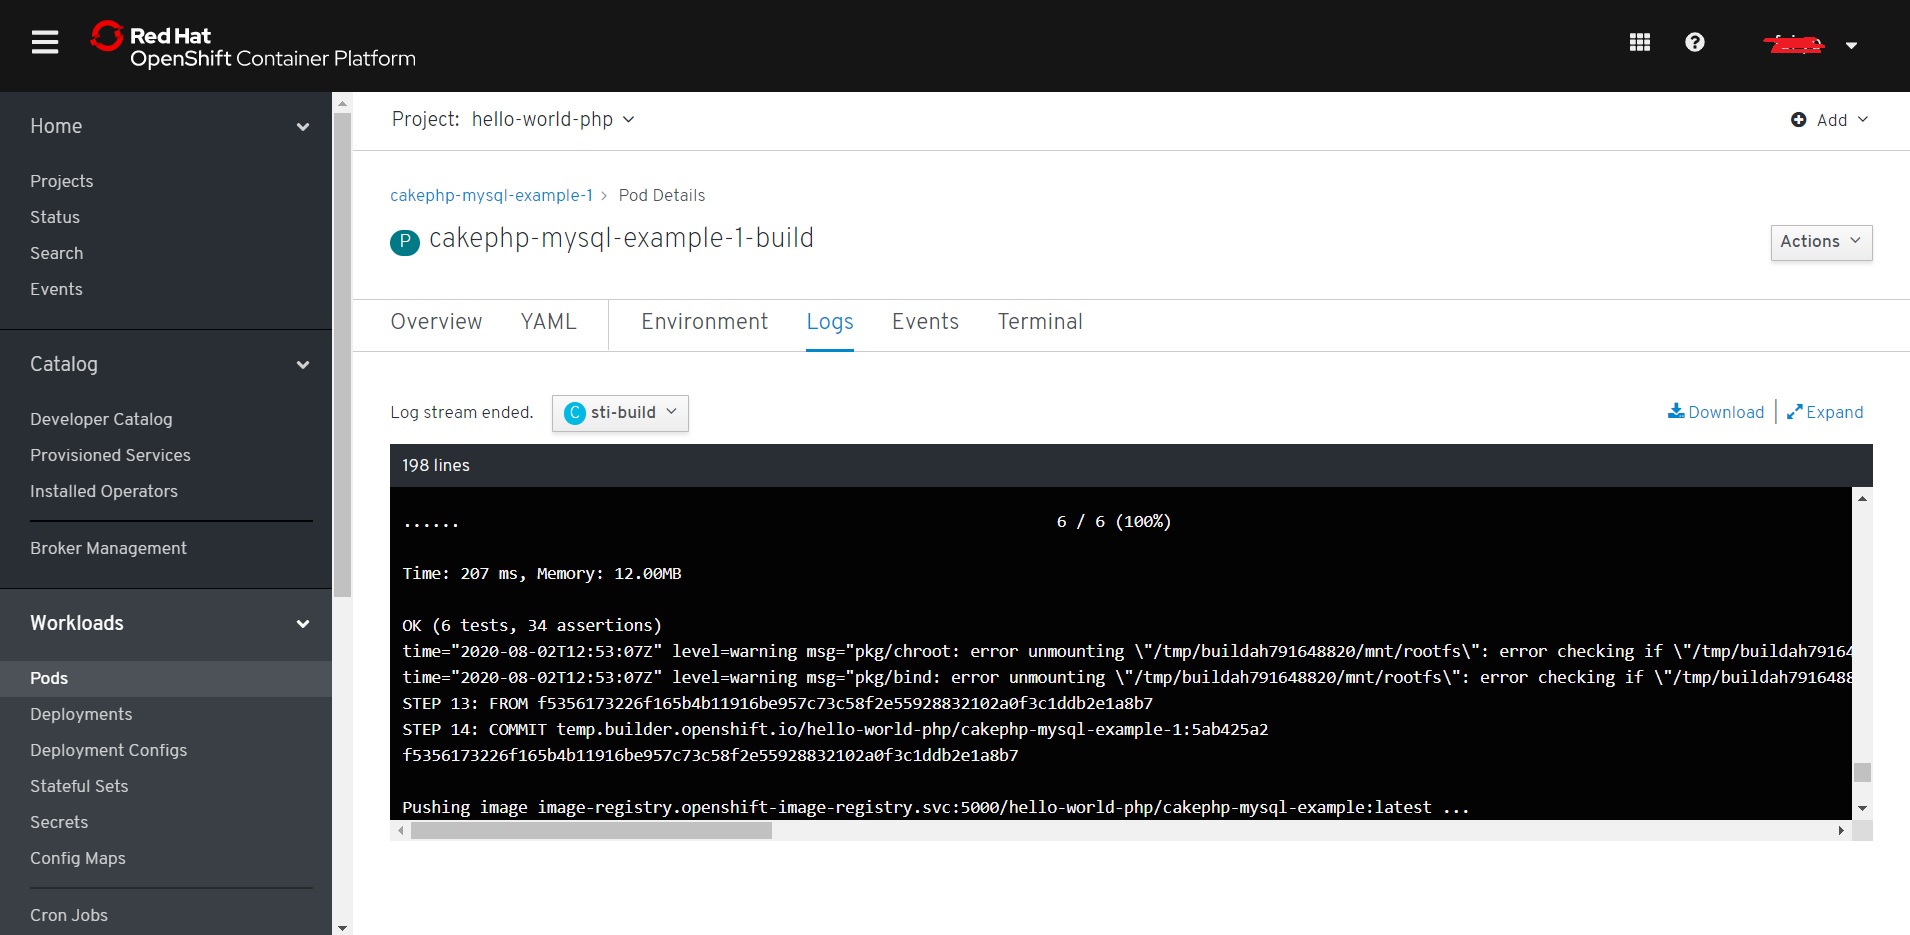 Red Hat
OpenShift Container Platform
Home
Projects
Status
Search
Events
Catalog
Developer Catalog
Provisioned Services
Installed Operators
Broker Management
Workloads
Pods
Deployments
Deployment Configs
Stateful Sets
Secrets
Config Maps
Cron Jobs
Project: hello-world-php
Add
cakephp-mysql-example-1 > Pod Details
P cakephp-mysql-example-1-build
Actions
Overview YAML Environment Logs Events Terminal
Log stream ended. C sti-build
Download Expand
198 lines
...... 6 / 6 (100%)
Time: 207 ms, Memory: 12.00MB
OK (6 tests, 34 assertions)
time="2020-08-02T12:53:07Z" level=warning msg="pkg/chroot: error unmounting \"/tmp/buildah791648820/mnt/rootfs\": error checking if \"/tmp/buildah79164
time="2020-08-02T12:53:07Z" level=warning msg="pkg/bind: error unmounting \"/tmp/buildah791648820/mnt/rootfs\": error checking if \"/tmp/buildah7916488
STEP 13: FROM f5356173226f165b4b11916be957c73c58f2e55928832102a0f3c1ddb2e1a8b7
STEP 14: COMMIT temp.builder.openshift.io/hello-world-php/cakephp-mysql-example-1:5ab425a2
f5356173226f165b4b11916be957c73c58f2e55928832102a0f3c1ddb2e1a8b7
Pushing image image-registry.openshift-image-registry.svc:5000/hello-world-php/cakephp-mysql-example:latest ...